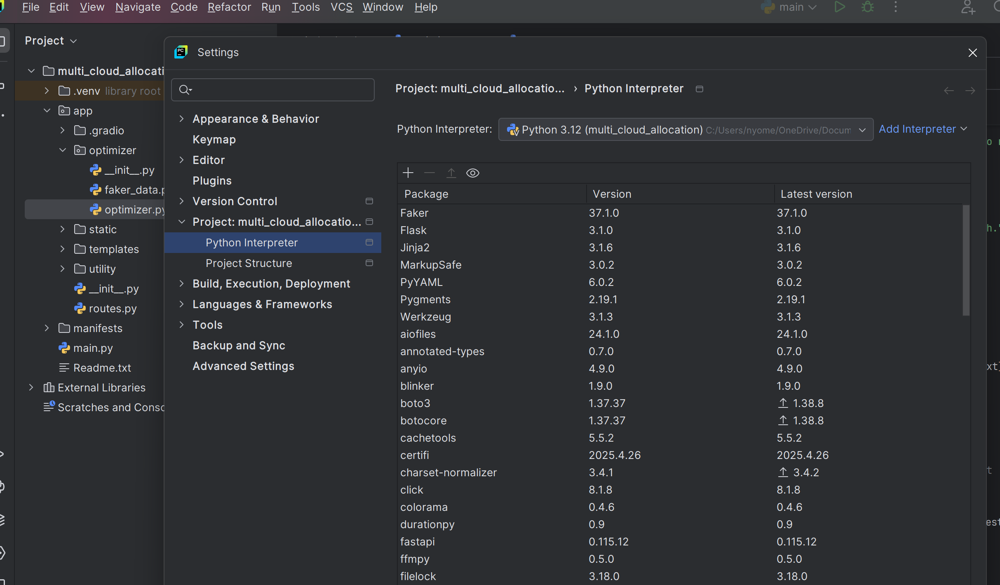 File Edit View Navigate Code Refactor Run Tools VCS Window Help main
Project
multi_cloud_allocati
.venv library root
app
.gradio
optimizer
__init__.py
faker_data.p
optimizer.py
static
templates
utility
__init__.py
routes.py
manifests
main.py
Readme.txt
External Libraries
Scratches and Consc
PC
Settings
Appearance & Behavior
Keymap
Editor
Plugins
Version Control
Project: multi_cloud_allocatio...
Python Interpreter
Project Structure
Build, Execution, Deployment
Languages & Frameworks
Tools
Backup and Sync
Advanced Settings
Project: multi_cloud_allocatio... › Python Interpreter
Python Interpreter: Python 3.12 (multi_cloud_allocation) C:/Users/nyome/OneDrive/Docum Add Interpreter
Package Version Latest version
Faker 37.1.0 37.1.0
Flask 3.1.0 3.1.0
Jinja2 3.1.6 3.1.6
MarkupSafe 3.0.2 3.0.2
PyYAML 6.0.2 6.0.2
Pygments 2.19.1 2.19.1
Werkzeug 3.1.3 3.1.3
aiofiles 24.1.0 24.1.0
annotated-types 0.7.0 0.7.0
anyio 4.9.0 4.9.0
blinker 1.9.0 1.9.0
boto3 1.37.37 1.38.8
botocore 1.37.37 1.38.8
cachetools 5.5.2 5.5.2
certifi 2025.4.26 2025.4.26
charset-normalizer 3.4.1 3.4.2
click 8.1.8 8.1.8
colorama 0.4.6 0.4.6
durationpy 0.9 0.9
fastapi 0.115.12 0.115.12
ffmpy 0.5.0 0.5.0
filelock 3.18.0 3.18.0